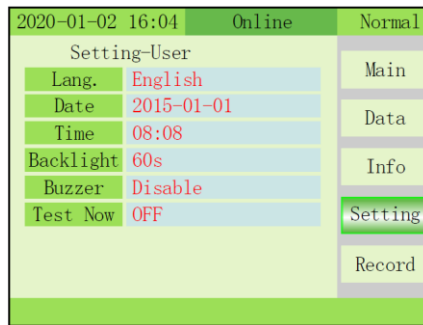 2020-01-02 16:04 Online Normal
Setting-User
Lang. English
Date 2015-01-01
Time 08:08
Backlight 60s
Buzzer Disable
Test Now OFF
Main
Data
Info
Setting
Record